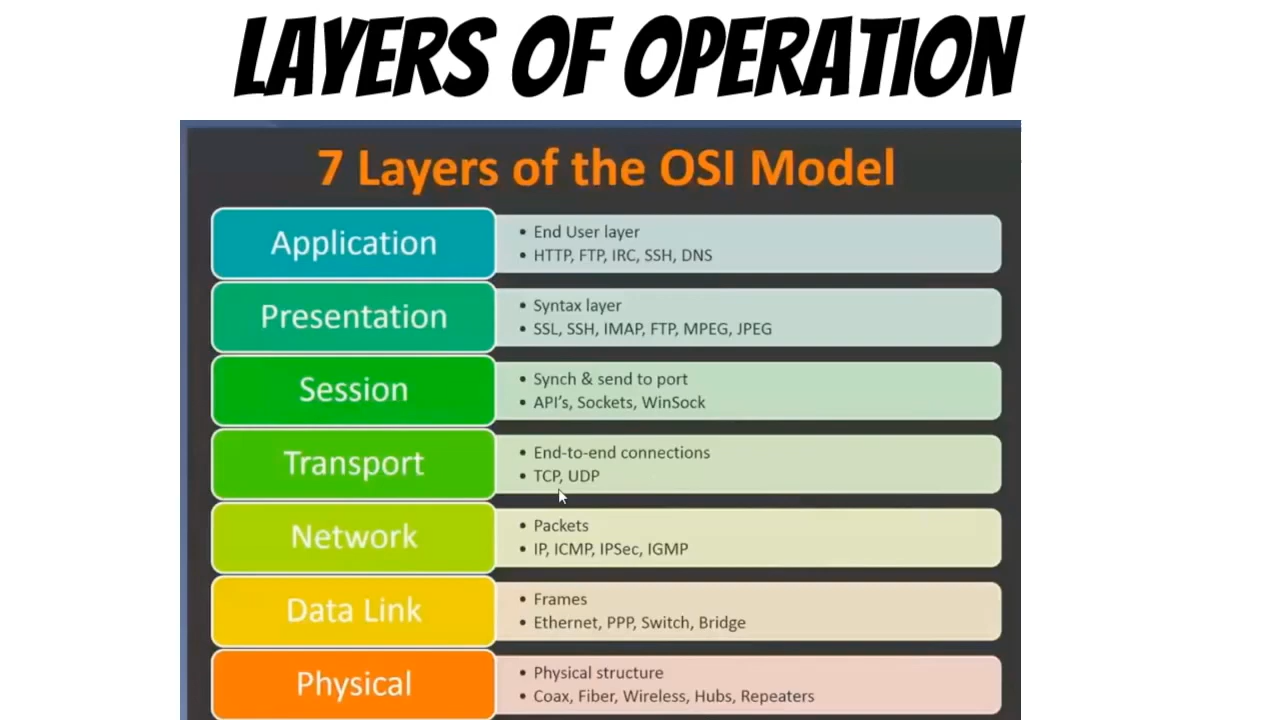 LAYERS OF OPERATION
7 Layers of the OSI Model
Application
• End User layer
• HTTP, FTP, IRC, SSH, DNS
Presentation
• Syntax layer
• SSL, SSH, IMAP, FTP, MPEG, JPEG
Session
• Synch & send to port
• API's, Sockets, WinSock
Transport
• End-to-end connections
• TCP, UDP
Network
• Packets
• IP, ICMP, IPSec, IGMP
Data Link
• Frames
• Ethernet, PPP, Switch, Bridge
Physical
• Physical structure
• Coax, Fiber, Wireless, Hubs, Repeaters